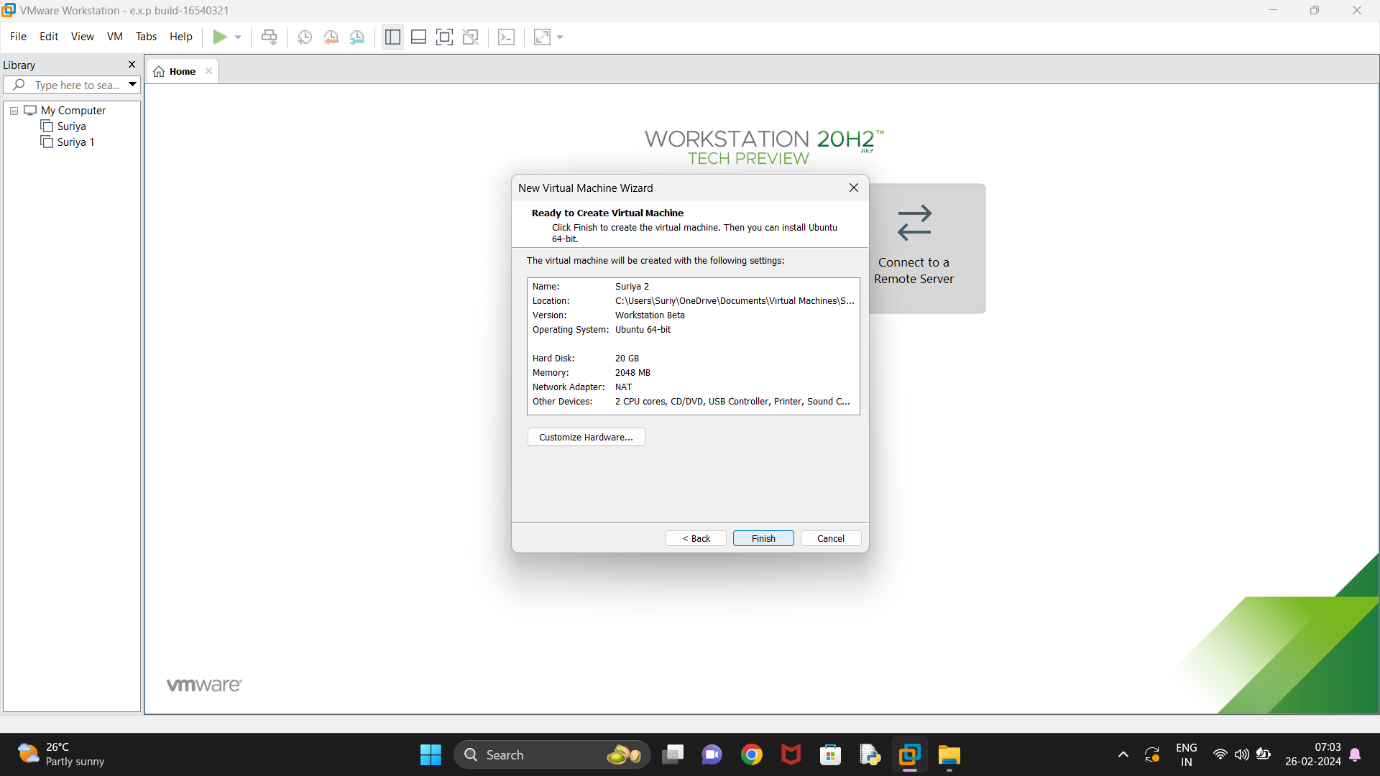 VMware Workstation - e.x.p build-16540321
File Edit View VM Tabs Help
Library
Type here to sea...
My Computer
Suriya
Suriya 1
Home
WORKSTATION 20H2™
JULY
TECH PREVIEW
Connect to a
Remote Server
New Virtual Machine Wizard
Ready to Create Virtual Machine
Click Finish to create the virtual machine. Then you can install Ubuntu
64-bit.
The virtual machine will be created with the following settings:
Name: Suriya 2
Location: C:\Users\Suriy\OneDrive\Documents\Virtual Machines\S...
Version: Workstation Beta
Operating System: Ubuntu 64-bit
Hard Disk: 20 GB
Memory: 2048 MB
Network Adapter: NAT
Other Devices: 2 CPU cores, CD/DVD, USB Controller, Printer, Sound C...
Customize Hardware...
< Back Finish Cancel
vmware®
26°C
Partly sunny
Search
ENG
IN
07:03
26-02-2024